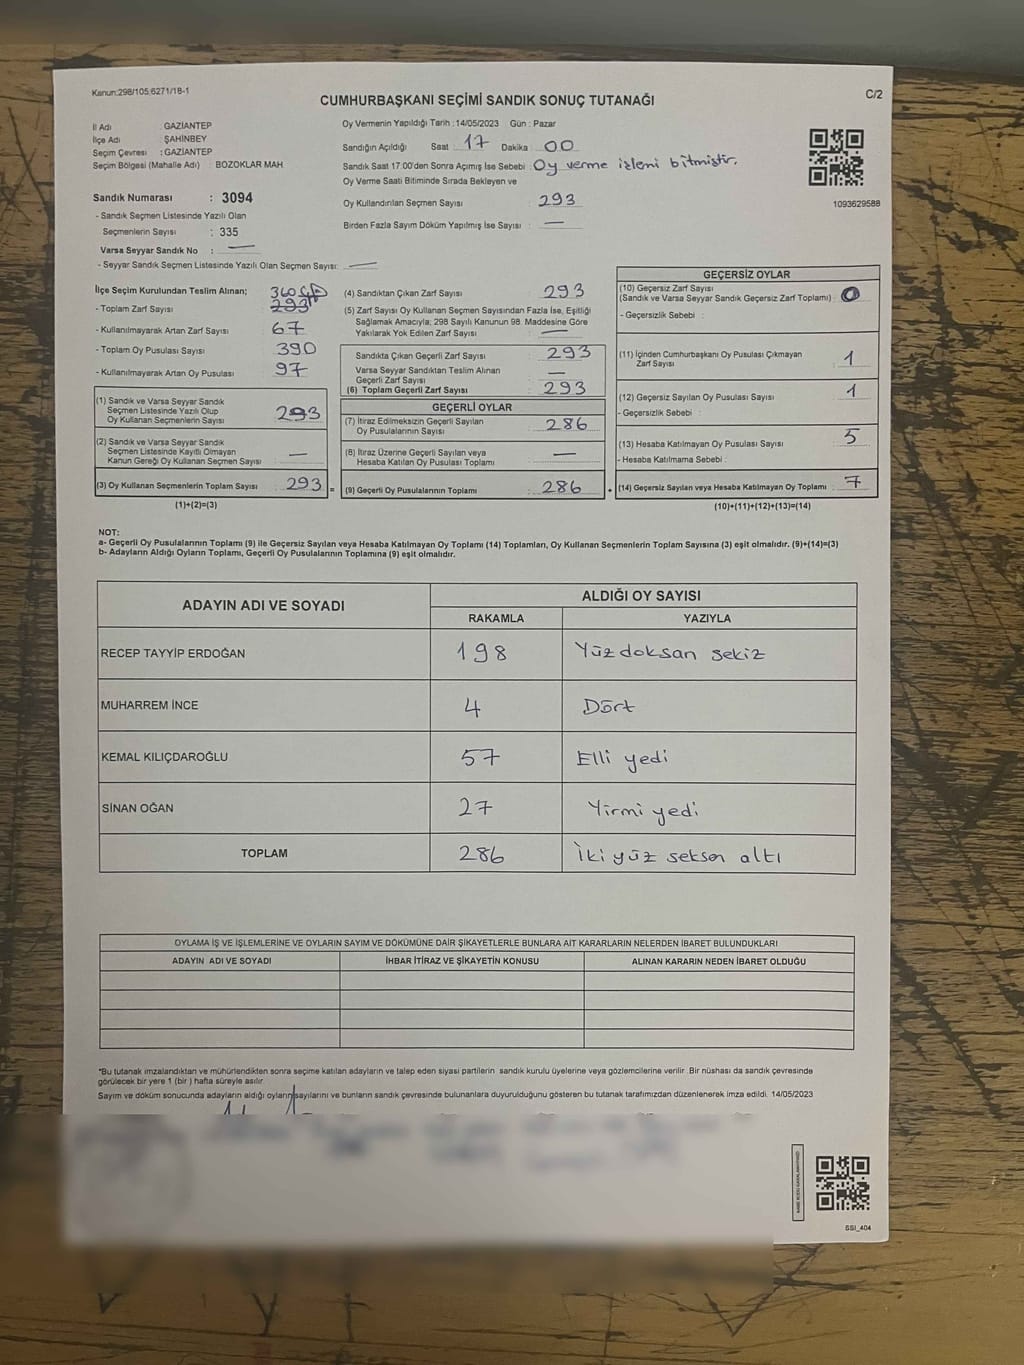 Kanun:298/105;6271/18-1
CUMHURBAŞKANI SEÇİMİ SANDIK SONUÇ TUTANAĞI
C/2
İl Adı GAZİANTEP
İlçe Adı ŞAHİNBEY
Seçim Çevresi : GAZİANTEP
Seçim Bölgesi (Mahalle Adı) : BOZOKLAR MAH
Sandık Numarası : 3094
- Sandık Seçmen Listesinde Yazılı Olan
Seçmenlerin Sayısı : 335
Varsa Seyyar Sandık No : —
- Seyyar Sandık Seçmen Listesinde Yazılı Olan Seçmen Sayısı: —
Oy Vermenin Yapıldığı Tarih : 14/05/2023 Gün : Pazar
Sandığın Açıldığı Saat 17 Dakika 00
Sandık Saat 17:00'den Sonra Açımış İse Sebebi : Oy verme işlemi bitmiştir.
Oy Verme Saati Bitiminde Sırada Bekleyen ve
Oy Kullandırılan Seçmen Sayısı : 293
Birden Fazla Sayım Döküm Yapılmış İse Sayısı : —
1093629588
İlçe Seçim Kurulundan Teslim Alınan; 360
- Toplam Zarf Sayısı 293
- Kullanılmayarak Artan Zarf Sayısı 67
- Toplam Oy Pusulası Sayısı 390
- Kullanılmayarak Artan Oy Pusulası 97
(1) Sandık ve Varsa Seyyar Sandık
Seçmen Listesinde Yazılı Olup
Oy Kullanan Seçmenlerin Sayısı 293
(2) Sandık ve Varsa Seyyar Sandık
Seçmen Listesinde Kayıtlı Olmayan
Kanun Gereği Oy Kullanan Seçmen Sayısı —
(3) Oy Kullanan Seçmenlerin Toplam Sayısı 293 =
(1)+(2)=(3)
(4) Sandıktan Çıkan Zarf Sayısı 293
(5) Zarf Sayısı Oy Kullanan Seçmen Sayısından Fazla İse, Eşitliği
Sağlamak Amacıyla; 298 Sayılı Kanunun 98. Maddesine Göre
Yakılarak Yok Edilen Zarf Sayısı : —
Sandıkta Çıkan Geçerli Zarf Sayısı : 293
Varsa Seyyar Sandıktan Teslim Alınan
Geçerli Zarf Sayısı : —
(6) Toplam Geçerli Zarf Sayısı : 293
GEÇERLİ OYLAR
(7) İtiraz Edilmeksizin Geçerli Sayılan
Oy Pusulalarının Sayısı : 286
(8) İtiraz Üzerine Geçerli Sayılan veya
Hesaba Katılan Oy Pusulası Toplamı : —
(9) Geçerli Oy Pusulalarının Toplamı : 286 +
GEÇERSİZ OYLAR
(10) Geçersiz Zarf Sayısı
(Sandık ve Varsa Seyyar Sandık Geçersiz Zarf Toplamı) : 0
- Geçersizlik Sebebi :
(11) İçinden Cumhurbaşkanı Oy Pusulası Çıkmayan
Zarf Sayısı : 1
(12) Geçersiz Sayılan Oy Pusulası Sayısı : 1
- Geçersizlik Sebebi :
(13) Hesaba Katılmayan Oy Pusulası Sayısı : 5
- Hesaba Katılmama Sebebi :
(14) Geçersiz Sayılan veya Hesaba Katılmayan Oy Toplamı : 7
(10)+(11)+(12)+(13)=(14)
NOT:
a- Geçerli Oy Pusulalarının Toplamı (9) ile Geçersiz Sayılan veya Hesaba Katılmayan Oy Toplamı (14) Toplamları, Oy Kullanan Seçmenlerin Toplam Sayısına (3) eşit olmalıdır. (9)+(14)=(3)
b- Adayların Aldığı Oyların Toplamı, Geçerli Oy Pusulalarının Toplamına (9) eşit olmalıdır.
ADAYIN ADI VE SOYADI ALDIĞI OY SAYISI
RAKAMLA YAZIYLA
RECEP TAYYİP ERDOĞAN 198 Yüz doksan sekiz
MUHARREM İNCE 4 Dört
KEMAL KILIÇDAROĞLU 57 Elli yedi
SİNAN OĞAN 27 Yirmi yedi
TOPLAM 286 İki yüz seksen altı
OYLAMA İŞ VE İŞLEMLERİNE VE OYLARIN SAYIM VE DÖKÜMÜNE DAİR ŞİKAYETLERLE BUNLARA AİT KARARLARIN NELERDEN İBARET BULUNDUKLARI
ADAYIN ADI VE SOYADI İHBAR İTİRAZ VE ŞİKAYETİN KONUSU ALINAN KARARIN NEDEN İBARET OLDUĞU
*Bu tutanak imzalandıktan ve mühürlendikten sonra seçime katılan adayların ve talep eden siyasi partilerin sandık kurulu üyelerine veya gözlemcilerine verilir. Bir nüshası da sandık çevresinde
görülecek bir yere 1 (bir) hafta süreyle asılır
Sayım ve döküm sonucunda adayların aldığı oyların sayılarını ve bunların sandık çevresinde bulunanlara duyurulduğunu gösteren bu tutanak tarafımızdan düzenlenerek imza edildi. 14/05/2023
SSI_404